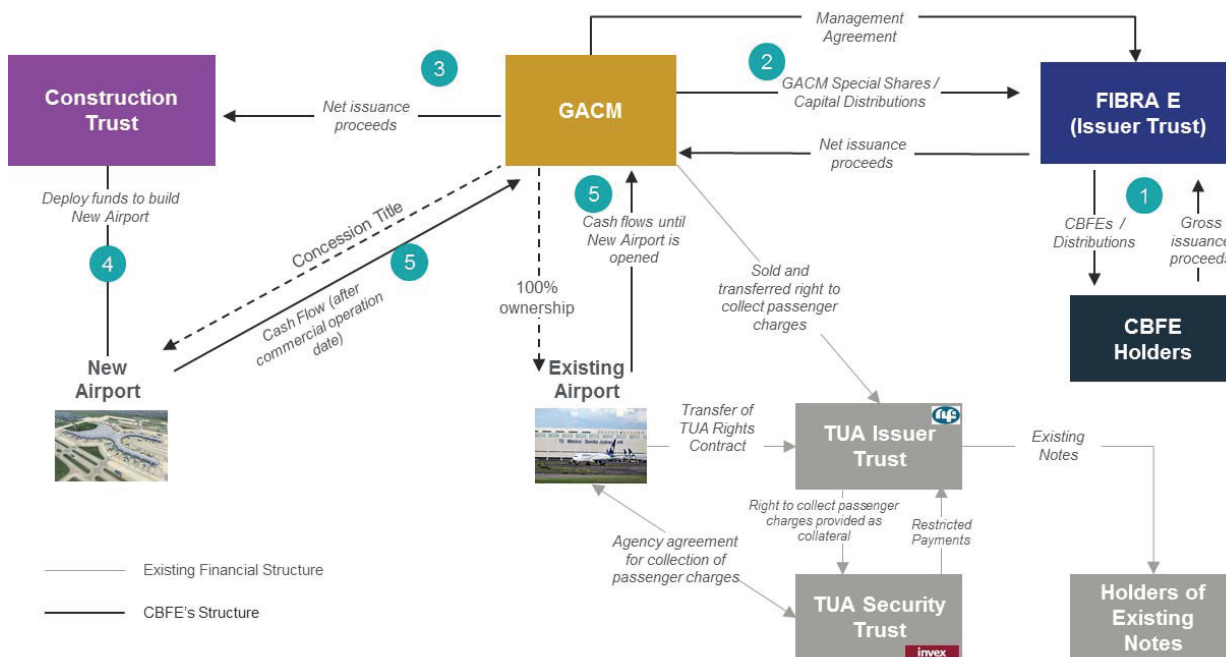 Management
Agreement
Construction
Trust
3
Net issuance
proceeds
GACM
2
GACM Special Shares /
Capital Distributions
Net issuance
proceeds
FIBRA E
(Issuer Trust)
Deploy funds to build
New Airport
4
Concession Title
5
Cash Flow (after
commercial operation
date)
100%
ownership
5
Cash flows until
New Airport is
opened
Sold and
transferred right to
collect passenger
charges
CBFEs /
Distributions
1
Gross
issuance
proceeds
CBFE
Holders
New
Airport
Existing
Airport
Transfer of
TUA Rights
Contract
TUA Issuer
Trust
Existing
Notes
Right to collect passenger
charges provided as
collateral
Restricted
Payments
Agency agreement
for collection of
passenger charges
TUA Security
Trust
invex
Holders of
Existing
Notes
Existing Financial Structure
CBFE's Structure